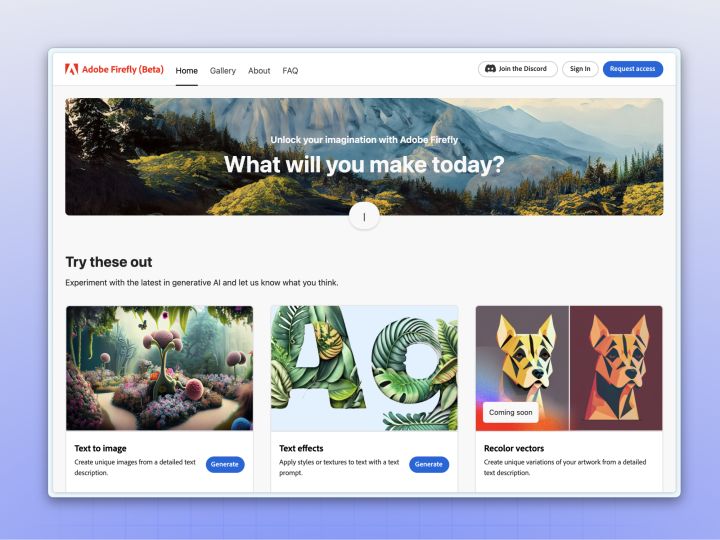 Adobe Firefly (Beta)
Home
Gallery
About
FAQ
Join the Discord
Sign In
Request access
Unlock your imagination with Adobe Firefly
What will you make today?
Try these out
Experiment with the latest in generative AI and let us know what you think.
Ag
Coming soon
Text to image
Create unique images from a detailed text
description.
Generate
Text effects
Apply styles or textures to text with a text
prompt.
Generate
Recolor vectors
Create unique variations of your artwork from a detailed
text description.